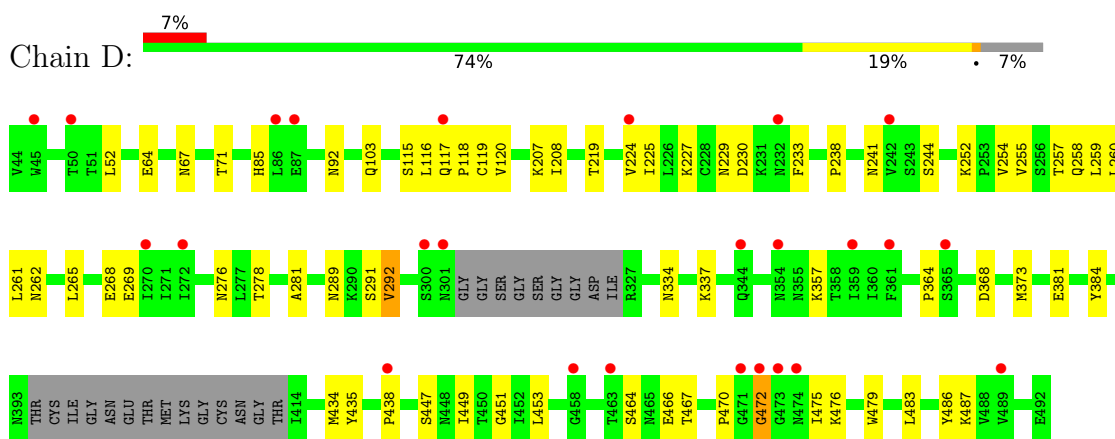 7%
Chain D:
74% 19% • 7%
V44 W45 T50 T51 L52 E64 N67 T71 H85 L86 E87 N92 Q103 S115 L116 Q117 P118 C119 V120 K207 I208 T219 V224 I225 L226 K227 C228 N229 D230 K231 N232 F233 P238 N241 V242 S243 S244 K252 P253 V254 V255 S256 T257 Q258 L259 L260
L261 N262 L265 E268 E269 I270 I271 I272 N276 L277 T278 A281 N289 K290 S291 V292 S300 N301 GLY GLY SER GLY SER GLY GLY ASP ILE R327 N334 K337 Q344 N354 N355 K357 T358 I359 I360 F361 P364 S365 D368 M373 E381 Y384
N393 THR CYS ILE GLY ASN GLU THR MET LYS GLY CYS ASN GLY THR I414 M434 Y435 P438 S447 N448 I449 T450 G451 I452 L453 G458 T463 S464 N465 E466 T467 P470 G471 G472 G473 N474 I475 K476 W479 L483 Y486 K487 V488 V489 E492